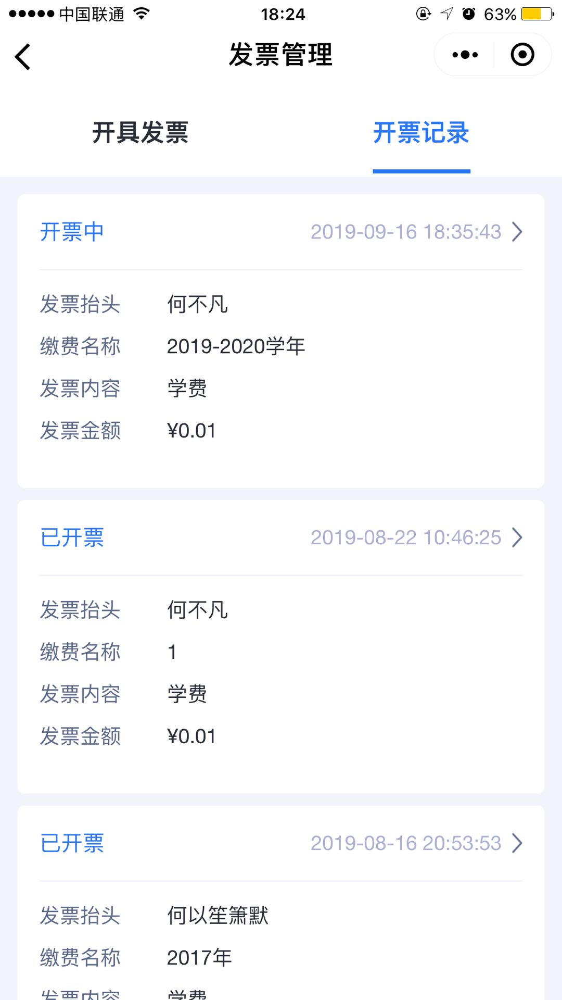 中国联通 18:24 63%
发票管理
开具发票 开票记录
开票中 2019-09-16 18:35:43
发票抬头 何不凡
缴费名称 2019-2020学年
发票内容 学费
发票金额 ¥0.01
已开票 2019-08-22 10:46:25
发票抬头 何不凡
缴费名称 1
发票内容 学费
发票金额 ¥0.01
已开票 2019-08-16 20:53:53
发票抬头 何以笙箫默
缴费名称 2017年
发票内容 学费